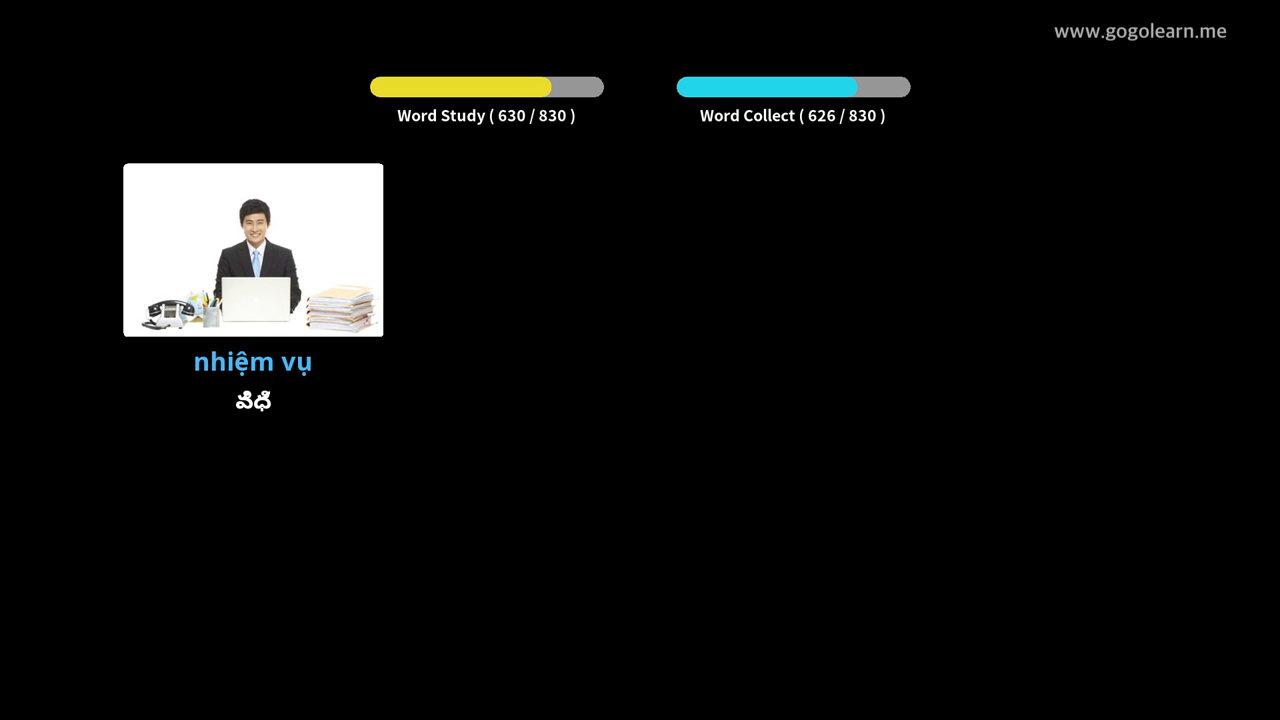 www.gogolearn.me
Word Study ( 630 / 830 )
Word Collect ( 626 / 830 )
nhiệm vụ
విధి